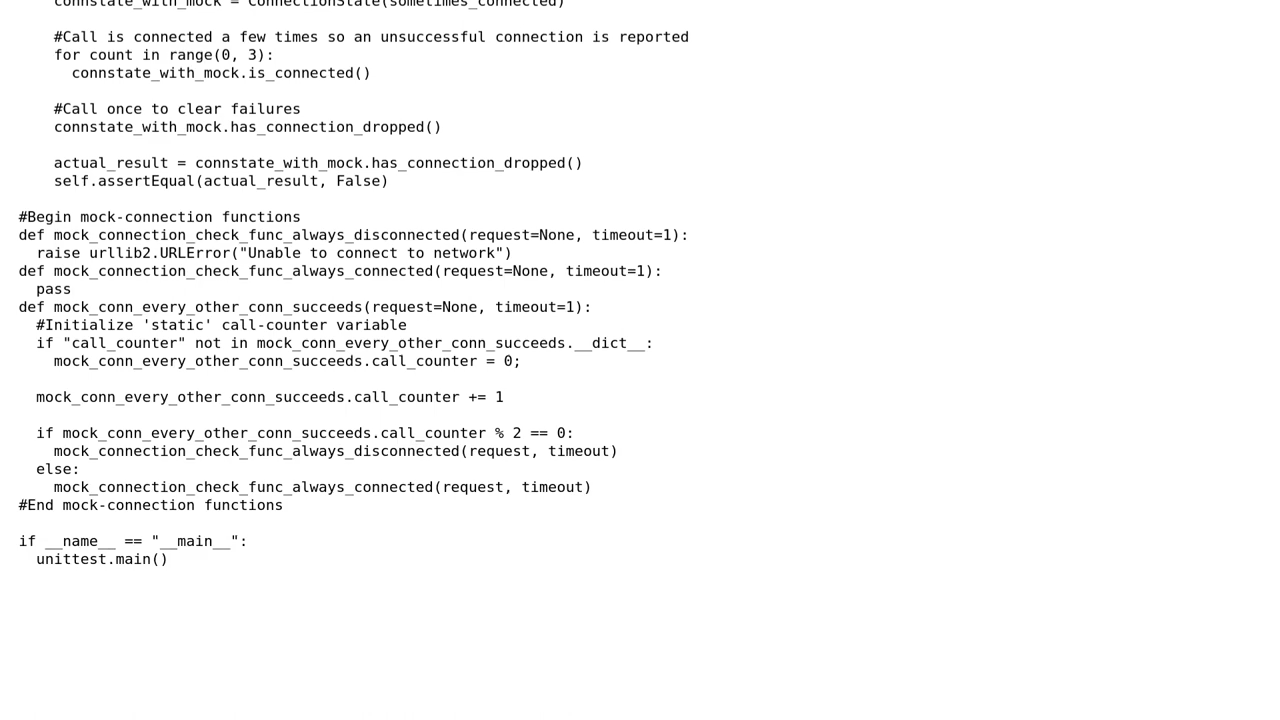 connstate_with_mock = ConnectionState(sometimes_connected)

    #Call is connected a few times so an unsuccessful connection is reported
    for count in range(0, 3):
      connstate_with_mock.is_connected()

    #Call once to clear failures
    connstate_with_mock.has_connection_dropped()

    actual_result = connstate_with_mock.has_connection_dropped()
    self.assertEqual(actual_result, False)

#Begin mock-connection functions
def mock_connection_check_func_always_disconnected(request=None, timeout=1):
  raise urllib2.URLError("Unable to connect to network")
def mock_connection_check_func_always_connected(request=None, timeout=1):
  pass
def mock_conn_every_other_conn_succeeds(request=None, timeout=1):
  #Initialize 'static' call-counter variable
  if "call_counter" not in mock_conn_every_other_conn_succeeds.__dict__:
    mock_conn_every_other_conn_succeeds.call_counter = 0;

  mock_conn_every_other_conn_succeeds.call_counter += 1

  if mock_conn_every_other_conn_succeeds.call_counter % 2 == 0:
    mock_connection_check_func_always_disconnected(request, timeout)
  else:
    mock_connection_check_func_always_connected(request, timeout)
#End mock-connection functions

if __name__ == "__main__":
  unittest.main()